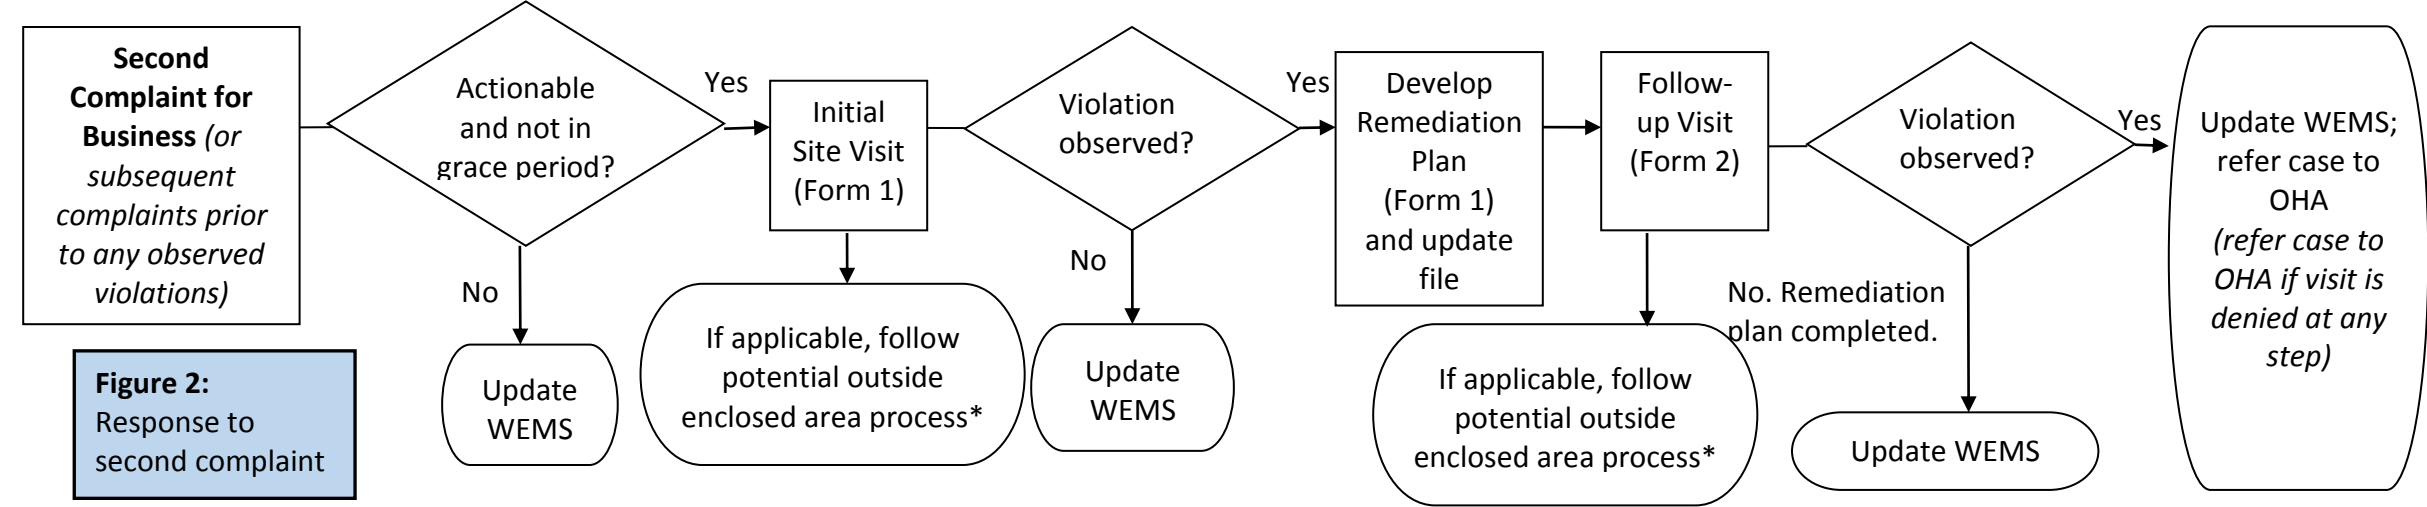 Second
Complaint for
Business (or
subsequent
complaints prior
to any observed
violations)
Figure 2:
Response to
second complaint
Actionable
and not in
grace period?
Yes
No
Update
WEMS
Initial
Site Visit
(Form 1)
If applicable, follow
potential outside
enclosed area process*
Violation
observed?
Yes
No
Update
WEMS
Develop
Remediation
Plan
(Form 1)
and update
file
Follow-
up Visit
(Form 2)
If applicable, follow
potential outside
enclosed area process*
Violation
observed?
Yes
No. Remediation
plan completed.
Update WEMS
Update WEMS;
refer case to
OHA
(refer case to
OHA if visit is
denied at any
step)